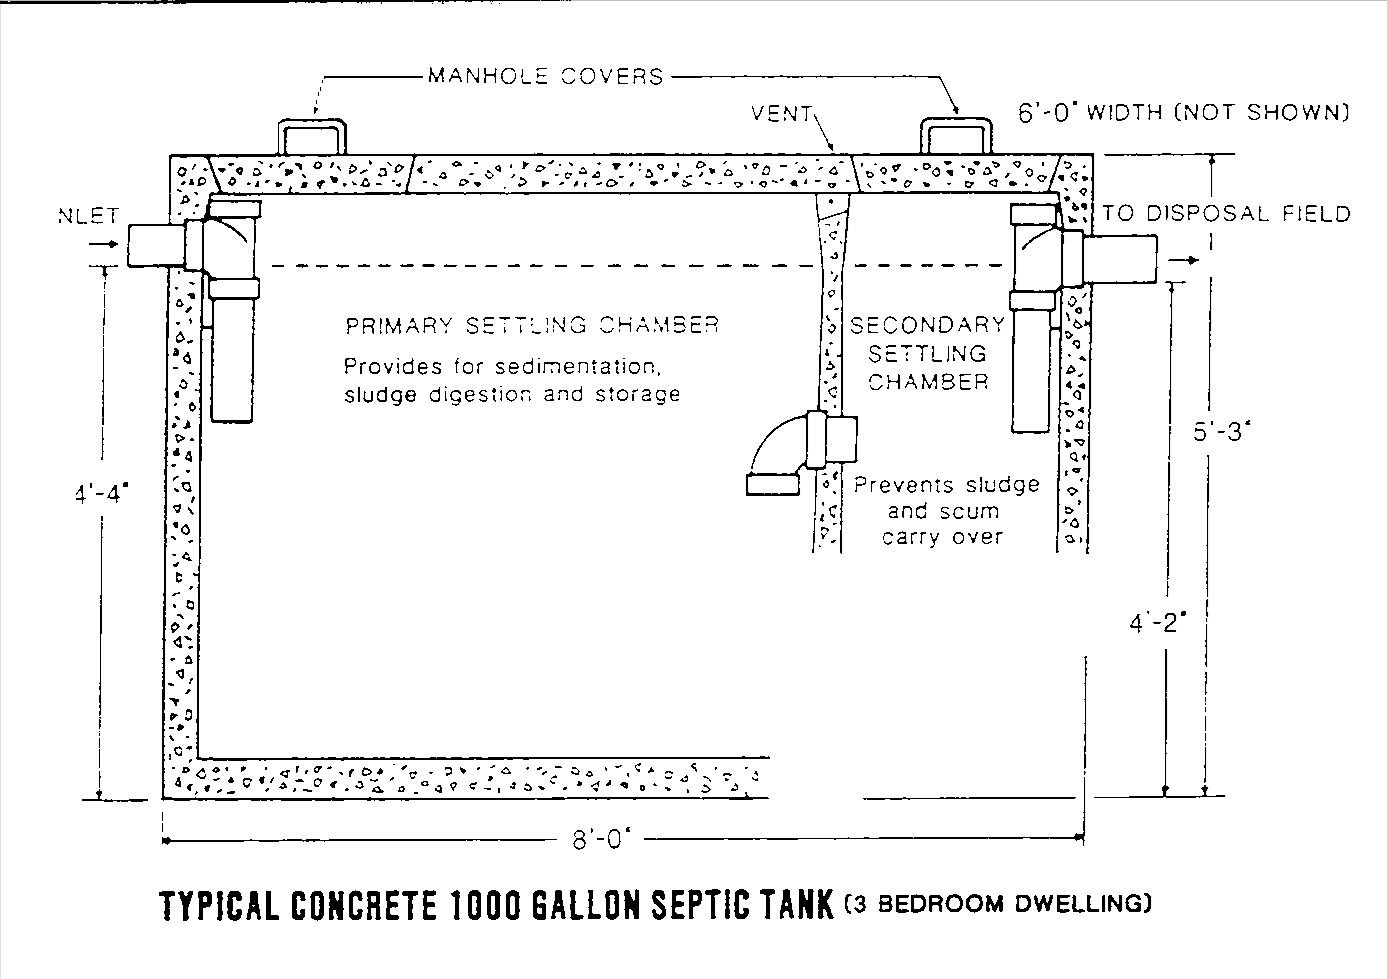 MANHOLE COVERS
VENT
6'-0" WIDTH (NOT SHOWN)
NLET
TO DISPOSAL FIELD
PRIMARY SETTLING CHAMBER
Provides for sedimentation,
sludge digestion and storage
SECONDARY
SETTLING
CHAMBER
5'-3"
4'-4"
Prevents sludge
and scum
carry over
4'-2"
8'-0"
TYPICAL CONCRETE 1000 GALLON SEPTIC TANK (3 BEDROOM DWELLING)